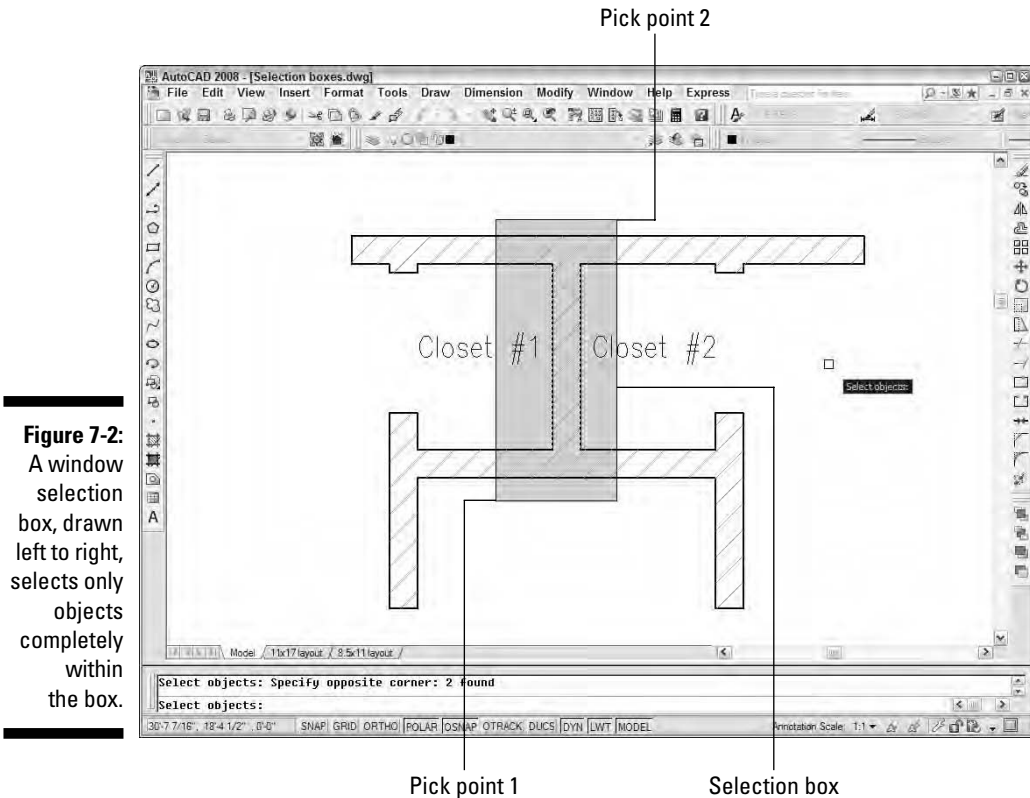 Pick point 2
AutoCAD 2008 - [Selection boxes.dwg]
File Edit View Insert Format Tools Draw Dimension Modify Window Help Express
Closet #1
Closet #2
Select objects:
Figure 7-2:
A window
selection
box, drawn
left to right,
selects only
objects
completely
within
the box.
A
Model 11x17 layout 8.5x11 layout
Select objects: Specify opposite corner: 2 found
Select objects:
30'-7 7/16", 18'-4 1/2", 0'-0" SNAP GRID ORTHO POLAR OSNAP OTRACK DUCS DYN LWT MODEL Annotation Scale: 1:1
Pick point 1
Selection box